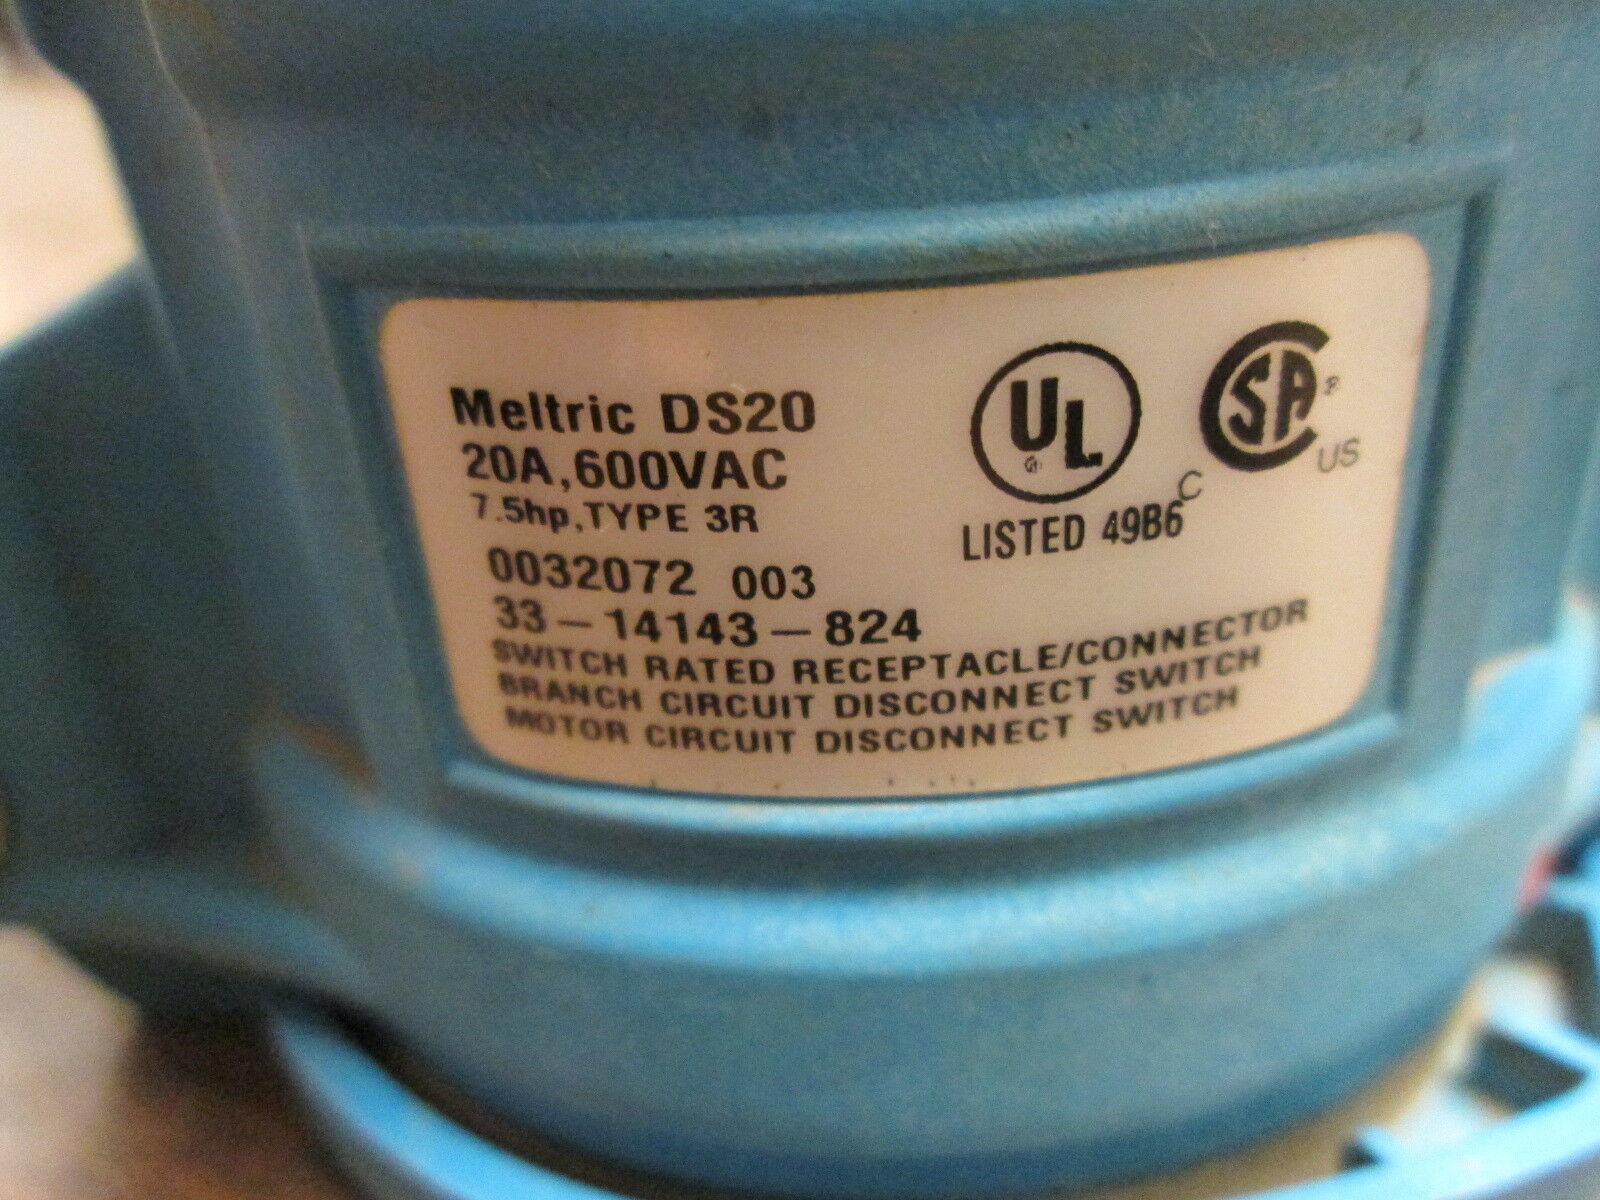 Meltric DS20
20A,600VAC
7.5hp,TYPE 3R
0032072 003
33-14143-824
SWITCH RATED RECEPTACLE/CONNECTOR
BRANCH CIRCUIT DISCONNECT SWITCH
MOTOR CIRCUIT DISCONNECT SWITCH
UL
LISTED 49B6
C SA US